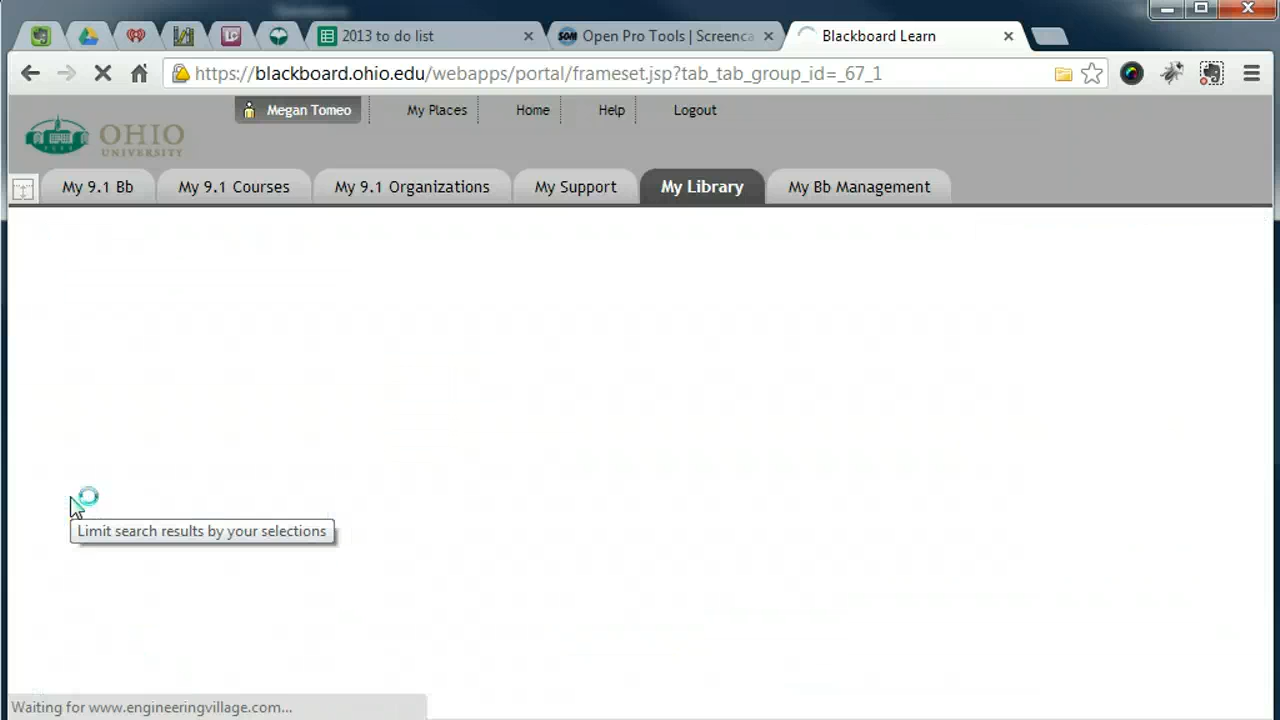 2013 to do list
SOM Open Pro Tools | Screenca
Blackboard Learn
https://blackboard.ohio.edu/webapps/portal/frameset.jsp?tab_tab_group_id=_67_1
Megan Tomeo
My Places
Home
Help
Logout
OHIO
UNIVERSITY
My 9.1 Bb
My 9.1 Courses
My 9.1 Organizations
My Support
My Library
My Bb Management
Limit search results by your selections
Waiting for www.engineeringvillage.com...